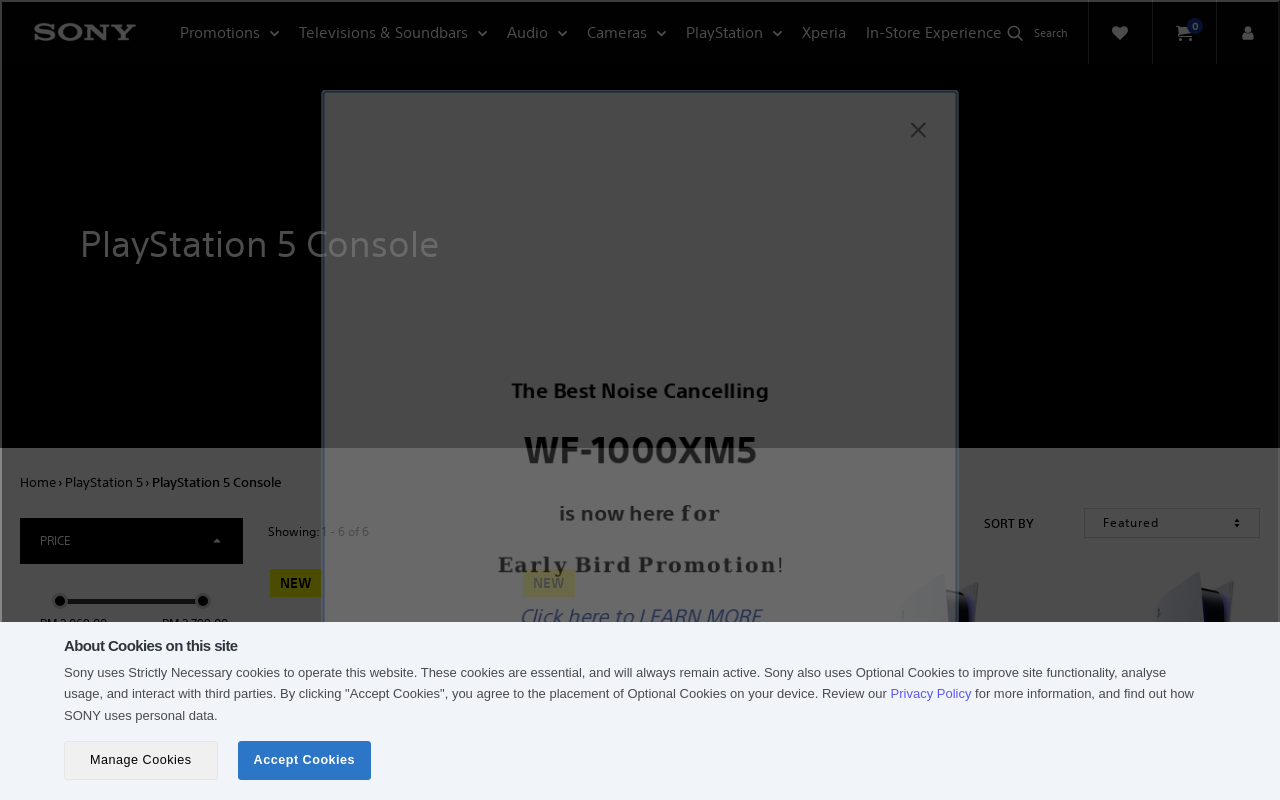 SONY
Promotions
Televisions & Soundbars
Audio
Cameras
PlayStation
Xperia
In-Store Experience
Search
0
PlayStation 5 Console
The Best Noise Cancelling
WF-1000XM5
is now here for
Early Bird Promotion!
Click here to LEARN MORE
Home › PlayStation 5 › PlayStation 5 Console
PRICE
Showing: 1 - 6 of 6
SORT BY
Featured
NEW
NEW
About Cookies on this site
Sony uses Strictly Necessary cookies to operate this website. These cookies are essential, and will always remain active. Sony also uses Optional Cookies to improve site functionality, analyse
usage, and interact with third parties. By clicking "Accept Cookies", you agree to the placement of Optional Cookies on your device. Review our Privacy Policy for more information, and find out how
SONY uses personal data.
Manage Cookies
Accept Cookies